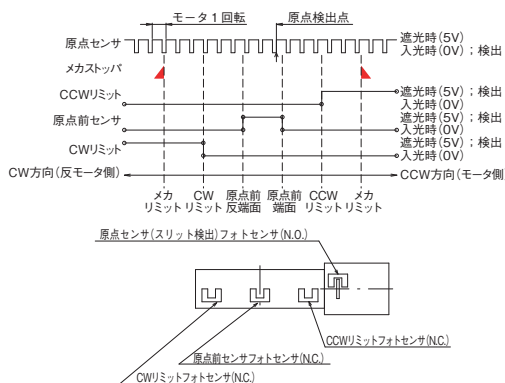 モータ1回転
原点検出点
原点センサ
遮光時(5V)
入光時(0V);検出
メカストッパ
CCWリミット
遮光時(5V);検出
入光時(0V)
原点前センサ
遮光時(5V);検出
入光時(0V)
CWリミット
遮光時(5V);検出
入光時(0V)
CW方向(反モータ側)
CCW方向(モータ側)
メカ
リミット
CW
リミット
原点前
反端面
原点前
端面
CCW
リミット
メカ
リミット
原点センサ(スリット検出)フォトセンサ(N.O.)
CCWリミットフォトセンサ(N.C.)
原点前センサフォトセンサ(N.C.)
CWリミットフォトセンサ(N.C.)